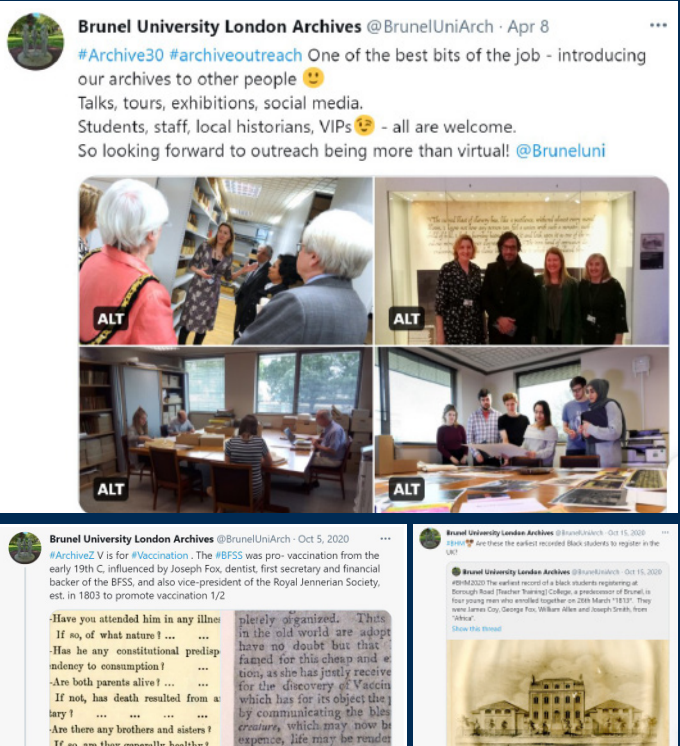 Brunel University London Archives @BrunelUniArch · Apr 8
#Archive30 #archiveoutreach One of the best bits of the job - introducing
our archives to other people 🙂
Talks, tours, exhibitions, social media.
Students, staff, local historians, VIPs😉 - all are welcome.
So looking forward to outreach being more than virtual! @Bruneluni
ALT
ALT
ALT
ALT
Brunel University London Archives @BrunelUniArch · Oct 5, 2020
#ArchiveZ V is for #Vaccination . The #BFSS was pro- vaccination from the
early 19th C, influenced by Joseph Fox, dentist, first secretary and financial
backer of the BFSS, and also vice-president of the Royal Jennerian Society,
est. in 1803 to promote vaccination 1/2
-Have you attended him in any illnes
If so, of what nature? ... ...
-Has he any constitutional predisp
ndency to consumption? ...
-Are both parents alive? ... ...
If not, has death resulted from a
tary? ... ... ... ...
-Are there any brothers and sisters?
If so, are they generally healthy?
pletely organized. This
in the old world are adopt
have no doubt but that
famed for this cheap and e
tion, as she has justly receive
for the discovery of Vaccin
which has for its object the
by communicating the bles
creature, which may now b
expence, life may be render
Brunel University London Archives @BrunelUniArch · Oct 15, 2020
#BHM Are these the earliest recorded Black students to register in the
UK?
Brunel University London Archives @BrunelUniArch · Oct 15, 2020
#BHM2020 The earliest record of a black students registering at
Borough Road [Teacher Training] College, a predecessor of Brunel, is
four young men who enrolled together on 26th March "1813". They
were James Coy, George Fox, William Allen and Joseph Smith, from
"Africa".
Show this thread